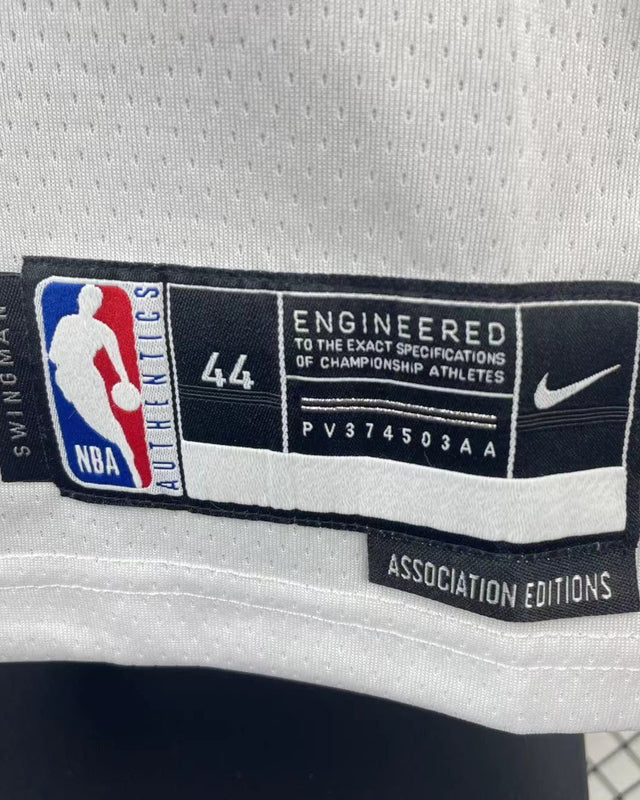 SWINGMAN
NBA
AUTHENTICS
44
ENGINEERED
TO THE EXACT SPECIFICATIONS
OF CHAMPIONSHIP ATHLETES
PV374503AA
ASSOCIATION EDITIONS